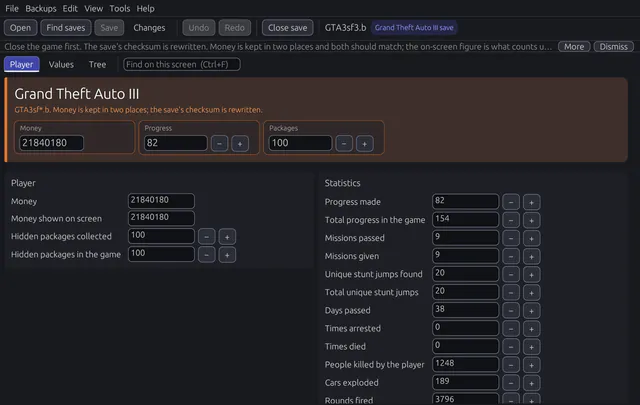 File Backups Edit View Tools Help
Open Find saves Save Changes Undo Redo Close save GTA3sf3.b Grand Theft Auto III save
Close the game first. The save's checksum is rewritten. Money is kept in two places and both should match; the on-screen figure is what counts u... More Dismiss
Player Values Tree Find on this screen (Ctrl+F)
Grand Theft Auto III
GTA3sf*.b. Money is kept in two places; the save's checksum is rewritten.
Money Progress Packages
21840180 82 − + 100 − +
Player
Money 21840180
Money shown on screen 21840180
Hidden packages collected 100 − +
Hidden packages in the game 100 − +
Statistics
Progress made 82 − +
Total progress in the game 154 − +
Missions passed 9 − +
Missions given 9 − +
Unique stunt jumps found 20 − +
Total unique stunt jumps 20 − +
Days passed 38 − +
Times arrested 0 − +
Times died 0 − +
People killed by the player 1248 − +
Cars exploded 189 − +
Rounds fired 3796 − +